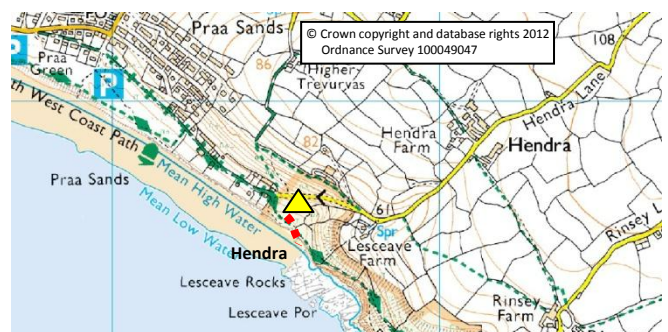 PO
Praa Sands
© Crown copyright and database rights 2012
Ordnance Survey 100049047
108
P
Praa
Green
86
Higher
Trevurvas
P
Hendra Lane
th West Coast Path
82
Hendra
Farm
Hendra
Praa Sands
Mean High Water
Mean Low Water
61
Spr
Rinsey L
Lesceave
Farm
Hendra
Lesceave Rocks
Rinsey
Farm
Lesceave Por